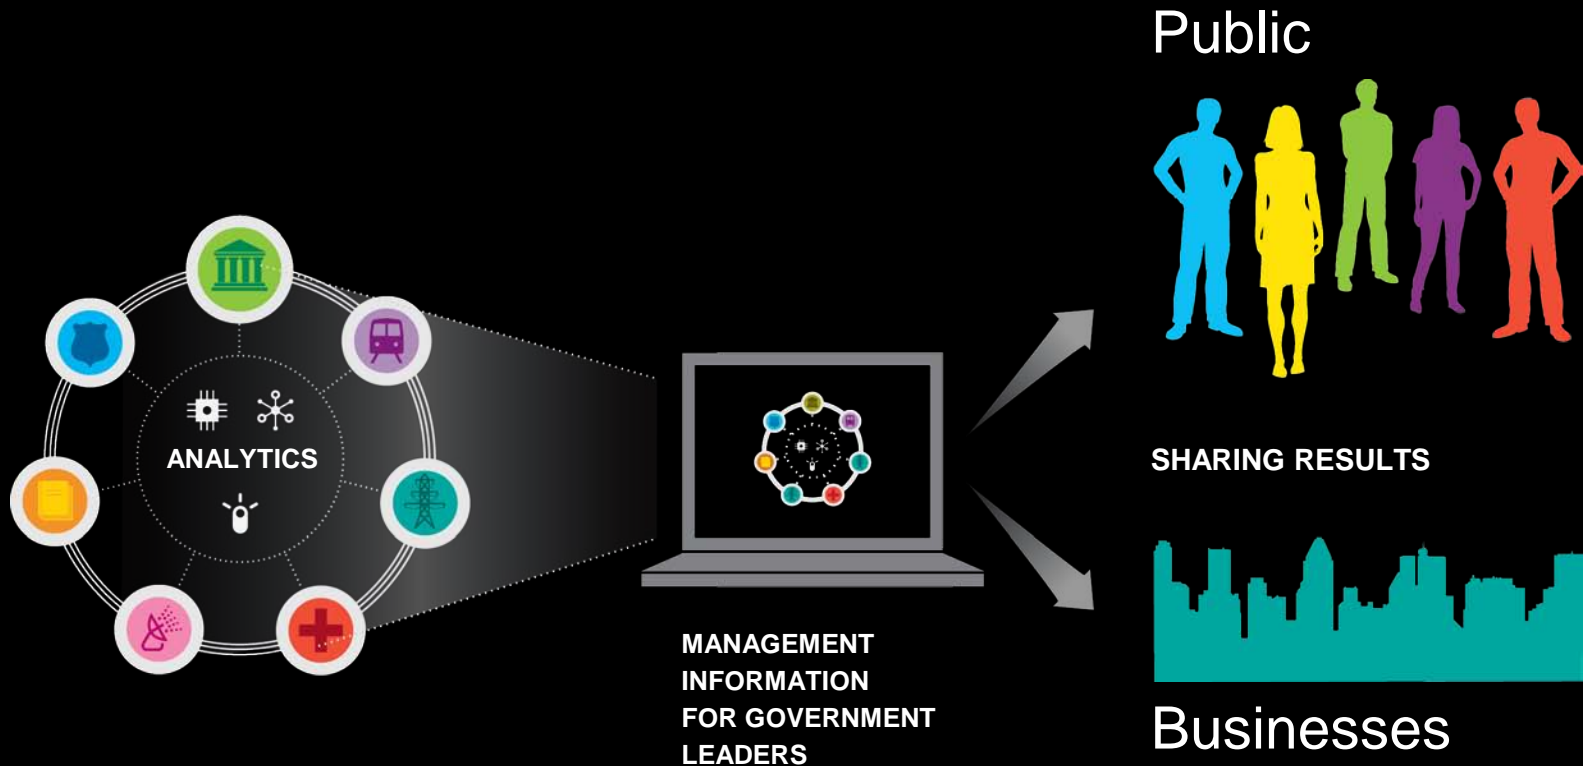 Public
ANALYTICS
SHARING RESULTS
MANAGEMENT
INFORMATION
FOR GOVERNMENT
LEADERS
Businesses